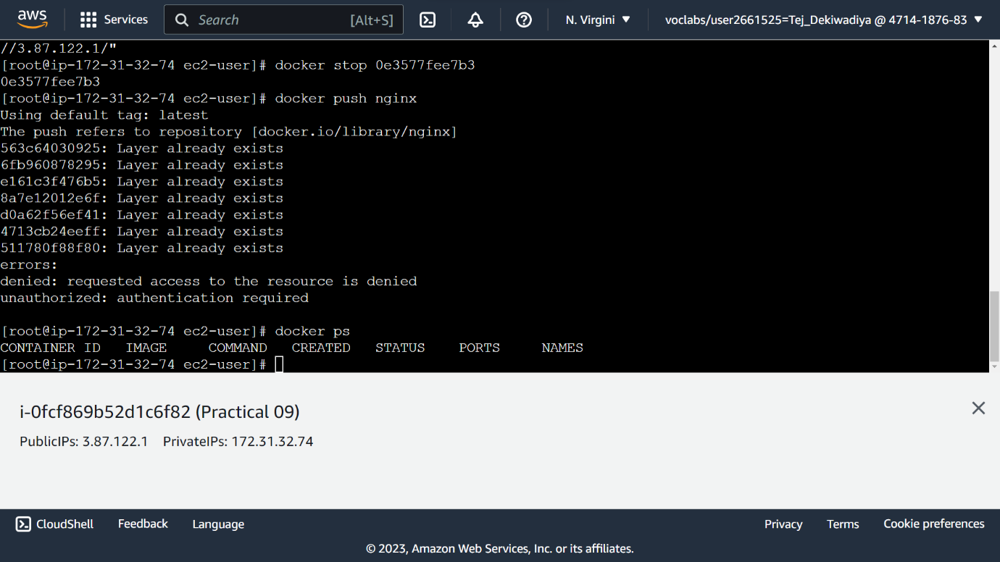 aws
Services
Search [Alt+S]
N. Virgini
voclabs/user2661525=Tej_Dekiwadiya @ 4714-1876-83
//3.87.122.1/"
[root@ip-172-31-32-74 ec2-user]# docker stop 0e3577fee7b3
0e3577fee7b3
[root@ip-172-31-32-74 ec2-user]# docker push nginx
Using default tag: latest
The push refers to repository [docker.io/library/nginx]
563c64030925: Layer already exists
6fb960878295: Layer already exists
e161c3f476b5: Layer already exists
8a7e12012e6f: Layer already exists
d0a62f56ef41: Layer already exists
4713cb24eeff: Layer already exists
511780f88f80: Layer already exists
errors:
denied: requested access to the resource is denied
unauthorized: authentication required
[root@ip-172-31-32-74 ec2-user]# docker ps
CONTAINER ID IMAGE COMMAND CREATED STATUS PORTS NAMES
[root@ip-172-31-32-74 ec2-user]#
i-0fcf869b52d1c6f82 (Practical 09)
PublicIPs: 3.87.122.1 PrivateIPs: 172.31.32.74
CloudShell Feedback Language Privacy Terms Cookie preferences
© 2023, Amazon Web Services, Inc. or its affiliates.